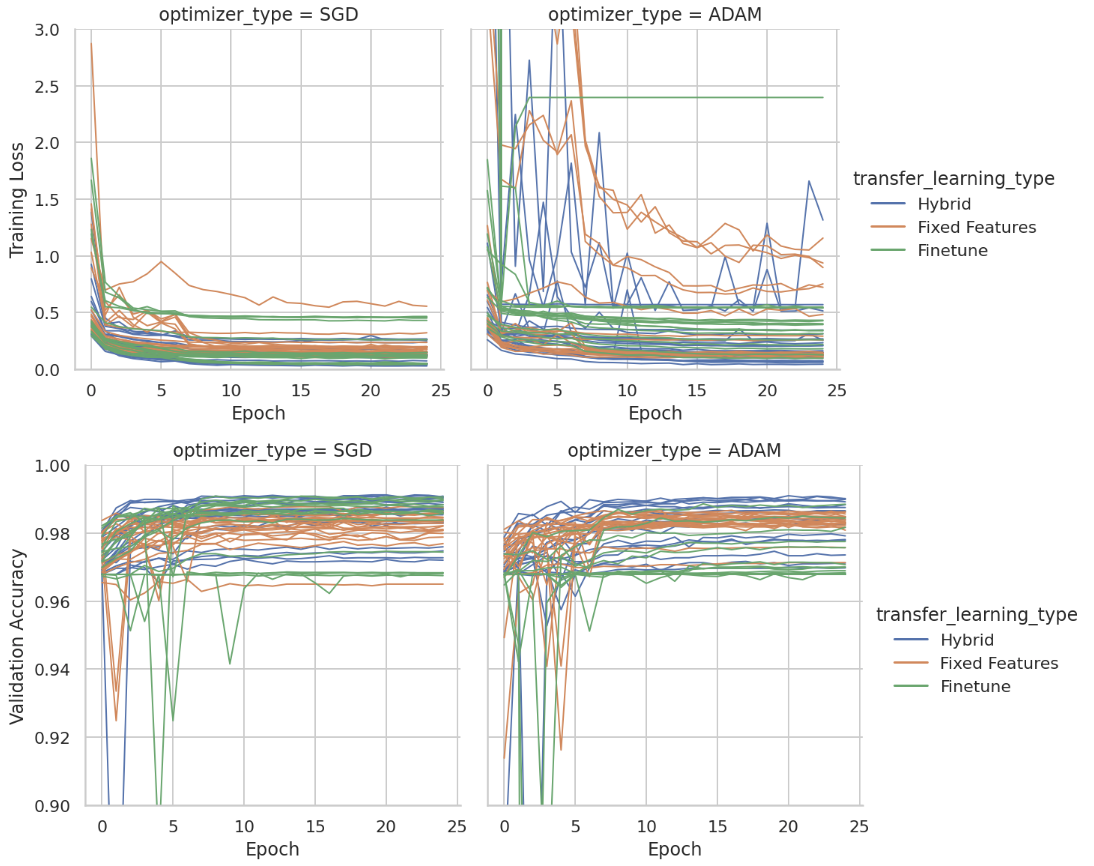 optimizer_type = SGD
optimizer_type = ADAM
3.0
2.5
2.0
1.5
1.0
0.5
0.0
Training Loss
0 5 10 15 20 25
0 5 10 15 20 25
Epoch
Epoch
transfer_learning_type
Hybrid
Fixed Features
Finetune
optimizer_type = SGD
optimizer_type = ADAM
1.00
0.98
0.96
0.94
0.92
0.90
Validation Accuracy
0 5 10 15 20 25
0 5 10 15 20 25
Epoch
Epoch
transfer_learning_type
Hybrid
Fixed Features
Finetune